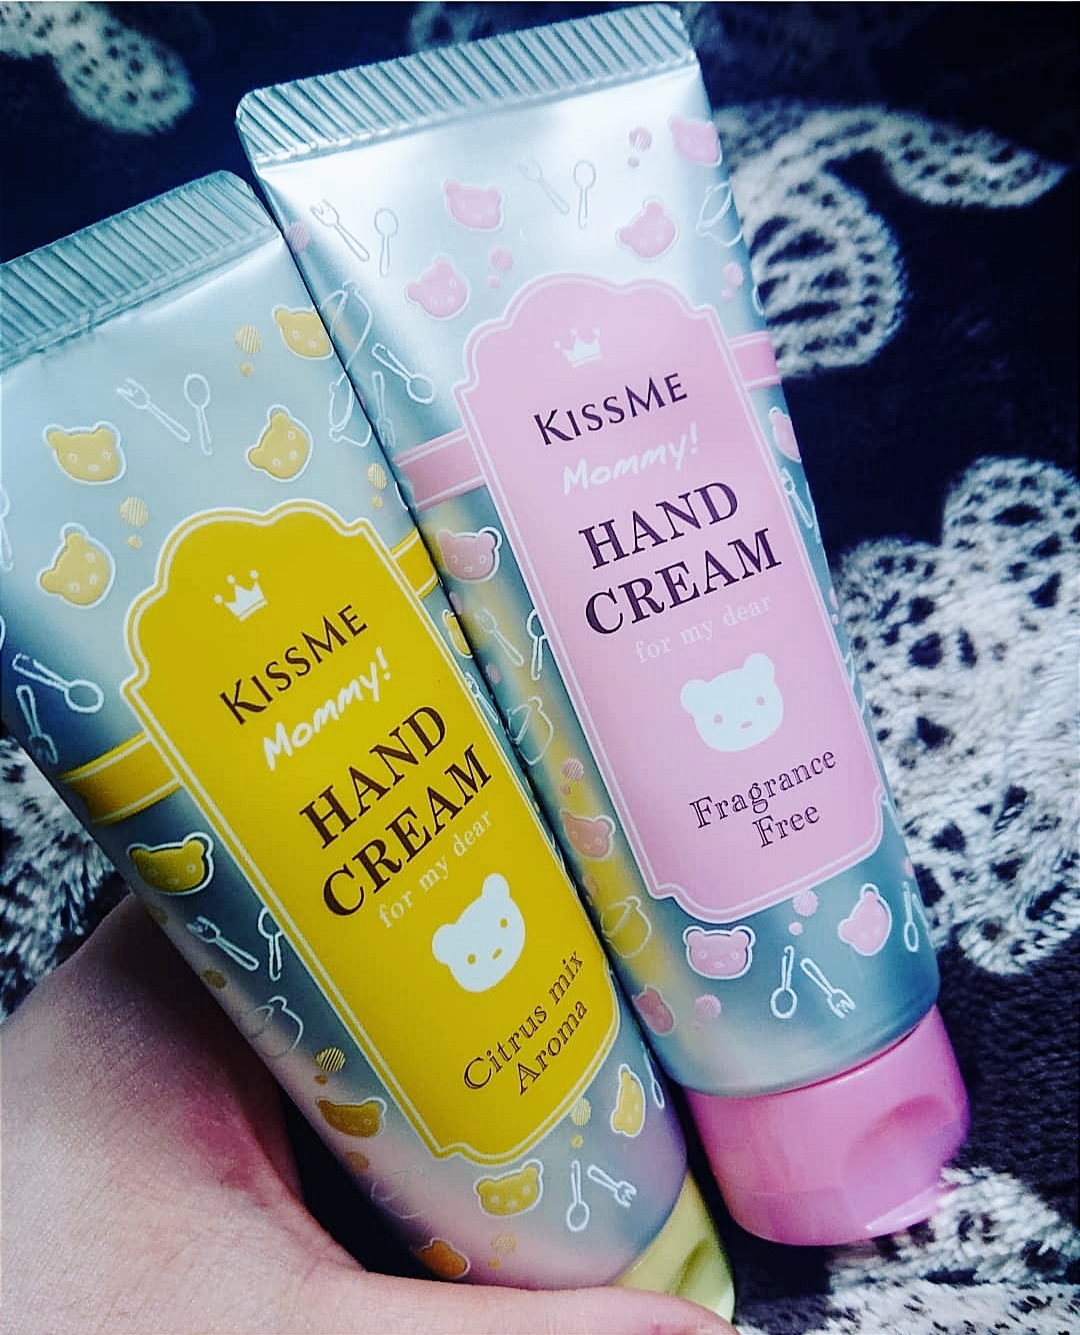 KISSME
Mommy!
HAND
CREAM
for my dear
Citrus mix
Aroma
KISSME
Mommy!
HAND
CREAM
for my dear
Fragrance
Free